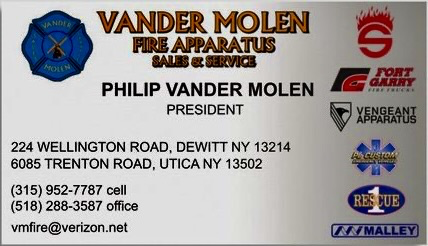 VANDER
MOLEN
VANDER MOLEN
FIRE APPARATUS
SALES & SERVICE
PHILIP VANDER MOLEN
PRESIDENT
224 WELLINGTON ROAD, DEWITT NY 13214
6085 TRENTON ROAD, UTICA NY 13502
(315) 952-7787 cell
(518) 288-3587 office
vmfire@verizon.net
S
FORT
GARRY
FIRE TRUCKS
VENGEANT
APPARATUS
CUSTOM
RESCUE
1
MALLEY